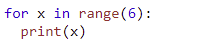 for x in range(6):
  print(x)